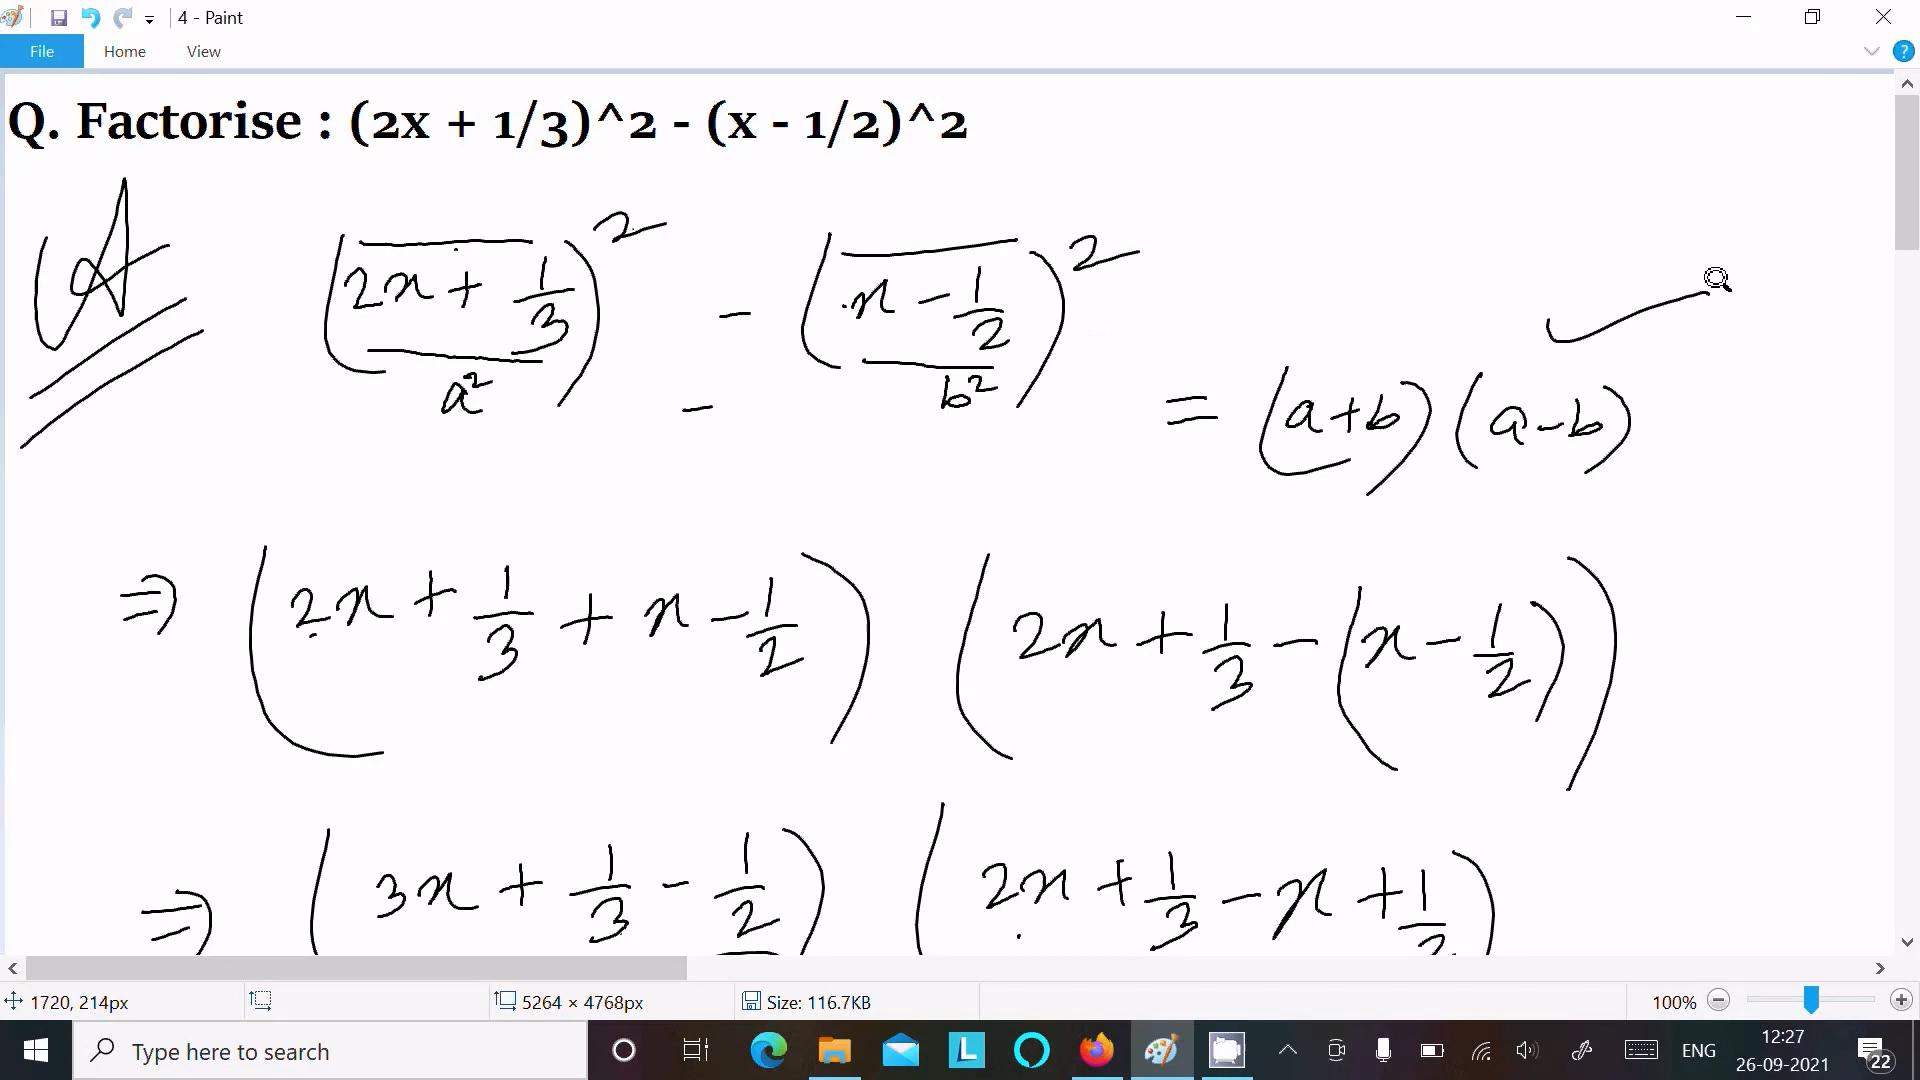 4 - Paint
File Home View
Q. Factorise : (2x + 1/3)^2 - (x - 1/2)^2
A (2x + 1/3)^2 - (x - 1/2)^2
a^2 - b^2 = (a+b) (a-b)
⇒ (2x + 1/3 + x - 1/2) (2x + 1/3 - (x - 1/2))
⇒ (3x + 1/3 - 1/2) (2x + 1/3 - x + 1/2)
1720, 214px 5264 × 4768px Size: 116.7KB 100%
Type here to search L ENG 12:27
26-09-2021 22